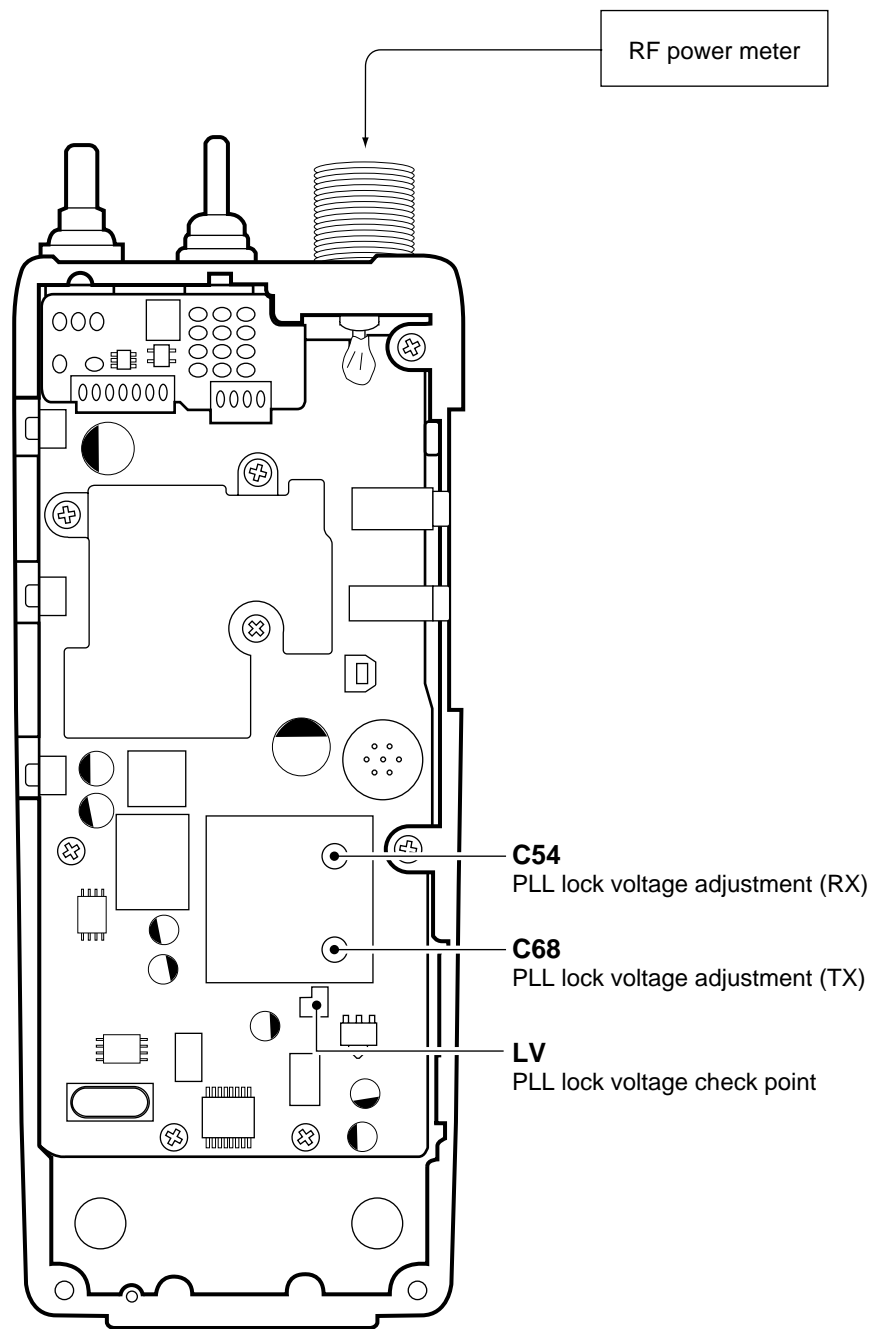 RF power meter
C54
PLL lock voltage adjustment (RX)
C68
PLL lock voltage adjustment (TX)
LV
PLL lock voltage check point